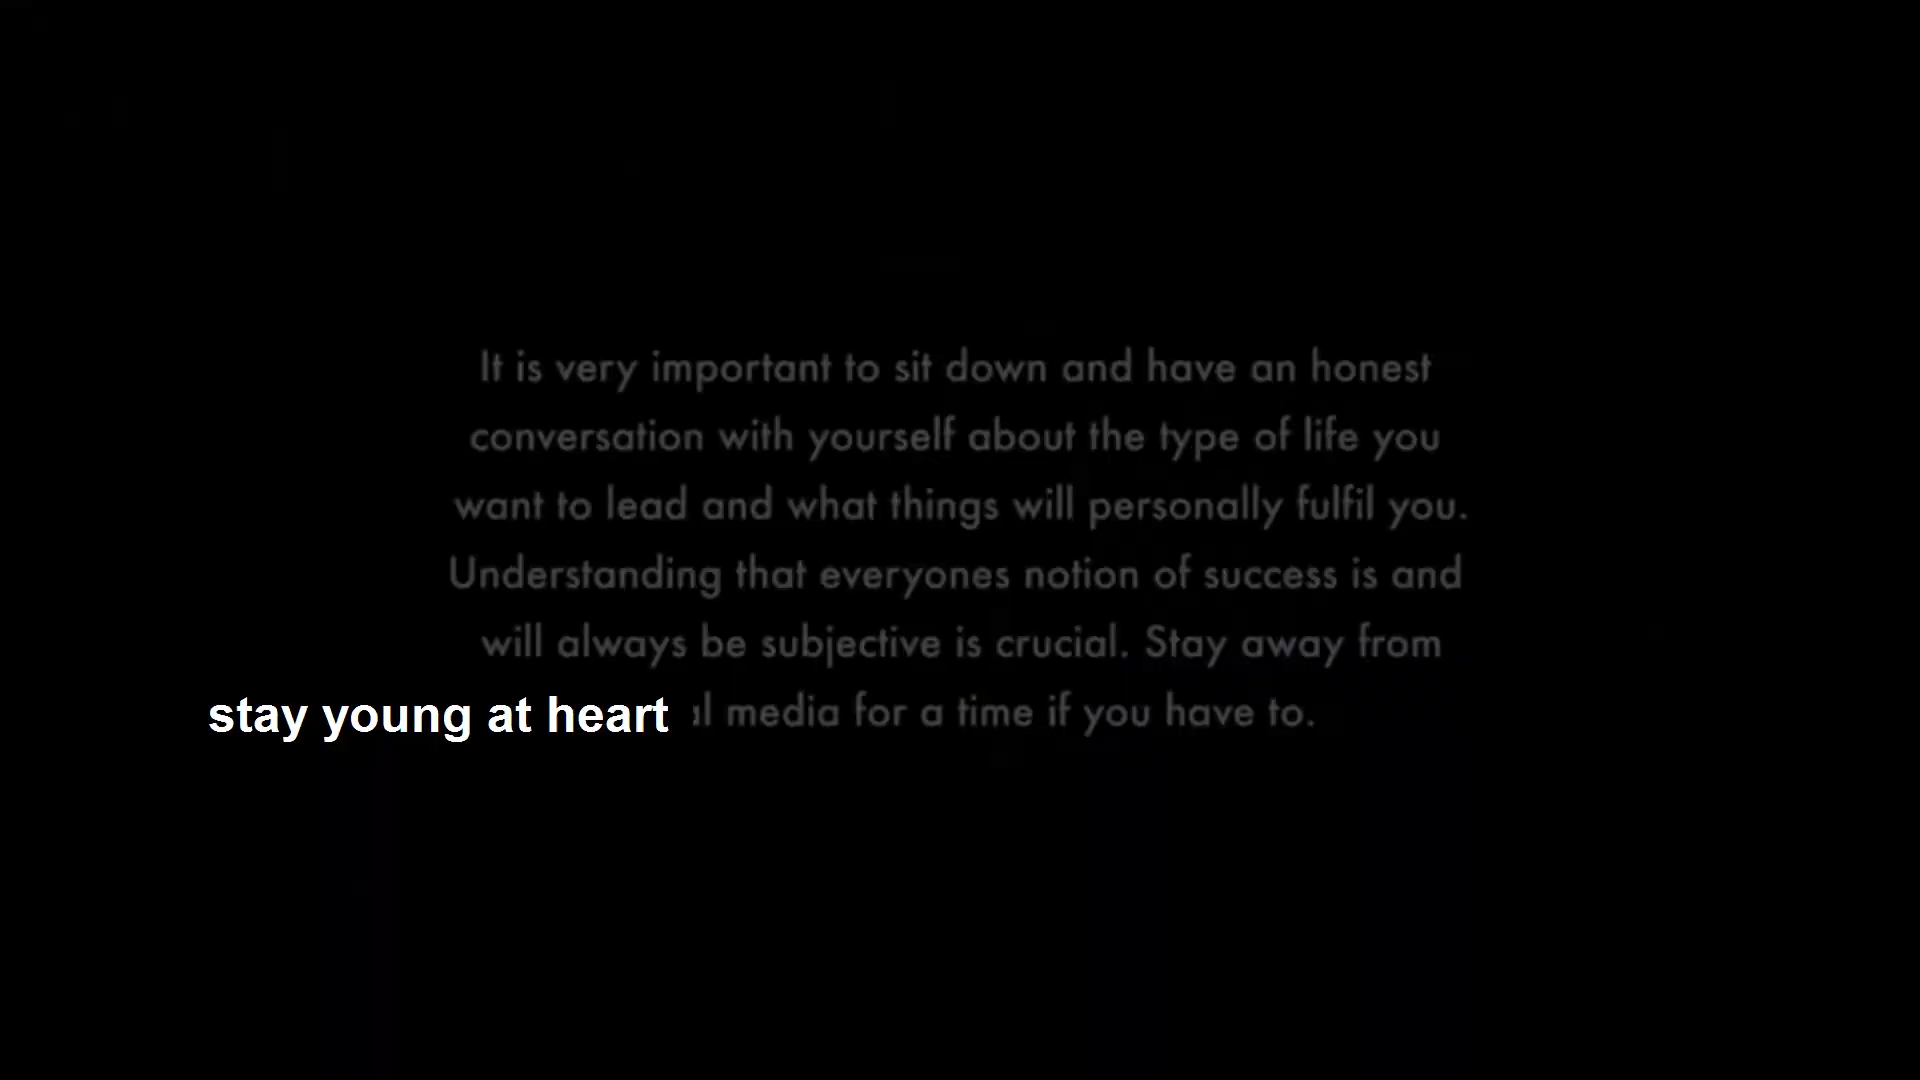 It is very important to sit down and have an honest
conversation with yourself about the type of life you
want to lead and what things will personally fulfil you.
Understanding that everyones notion of success is and
will always be subjective is crucial. Stay away from
stay young at heart
media for a time if you have to.